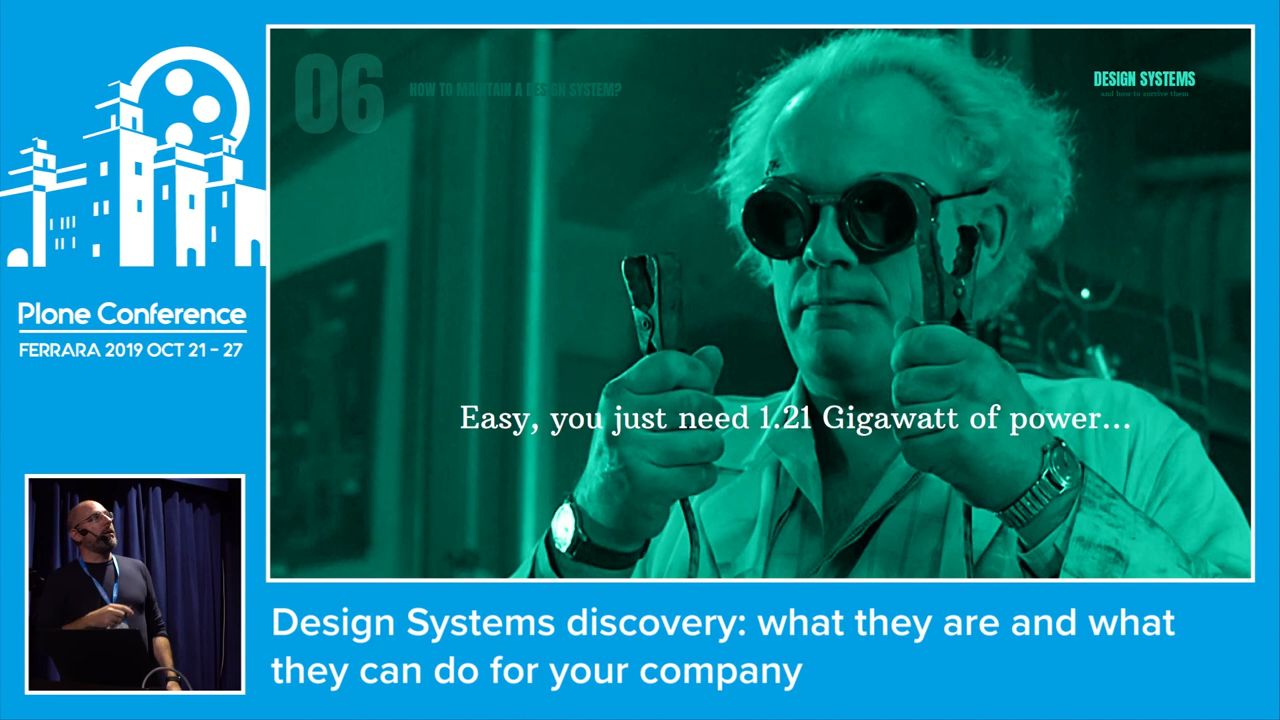 06
HOW TO MAINTAIN A DESIGN SYSTEM?
DESIGN SYSTEMS
and how to survive them
Easy, you just need 1.21 Gigawatt of power...
Plone Conference
FERRARA 2019 OCT 21 – 27
Design Systems discovery: what they are and what
they can do for your company